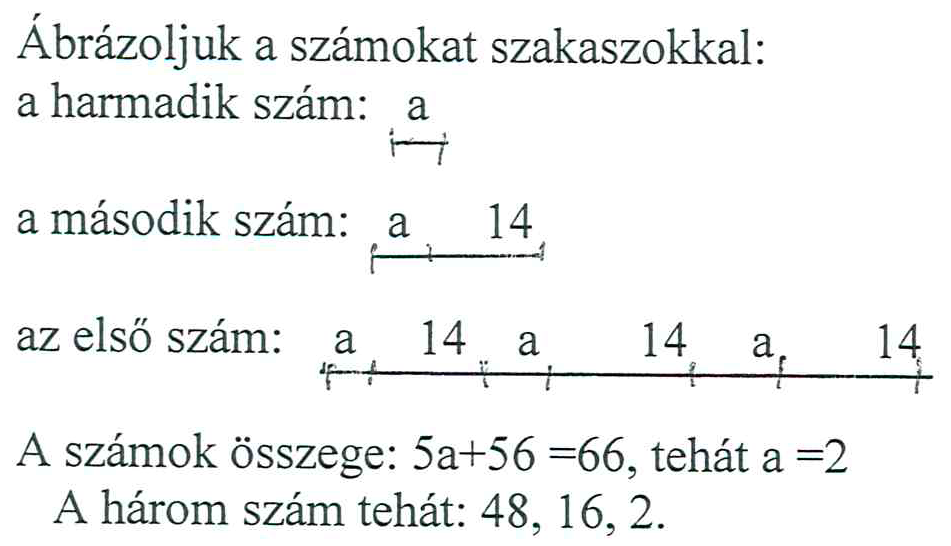 Ábrázoljuk a számokat szakaszokkal:
a harmadik szám: a
a második szám: a 14
az első szám: a 14 a 14 a 14
A számok összege: 5a+56 =66, tehát a =2
A három szám tehát: 48, 16, 2.